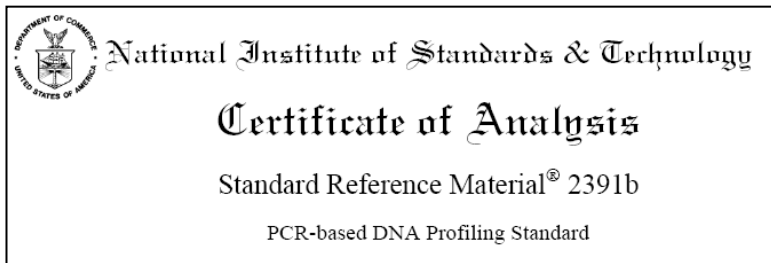 DEPARTMENT OF COMMERCE
UNITED STATES OF AMERICA
National Institute of Standards & Technology
Certificate of Analysis
Standard Reference Material® 2391b
PCR-based DNA Profiling Standard